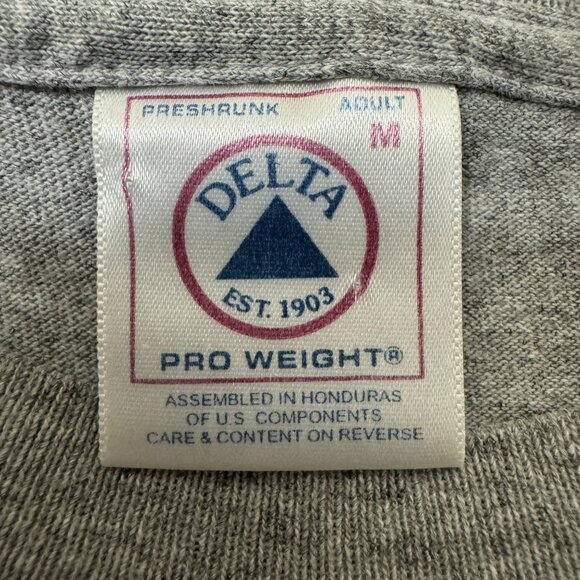 PRESHRUNK ADULT
M
DELTA
EST. 1903
PRO WEIGHT®
ASSEMBLED IN HONDURAS
OF U.S. COMPONENTS
CARE & CONTENT ON REVERSE